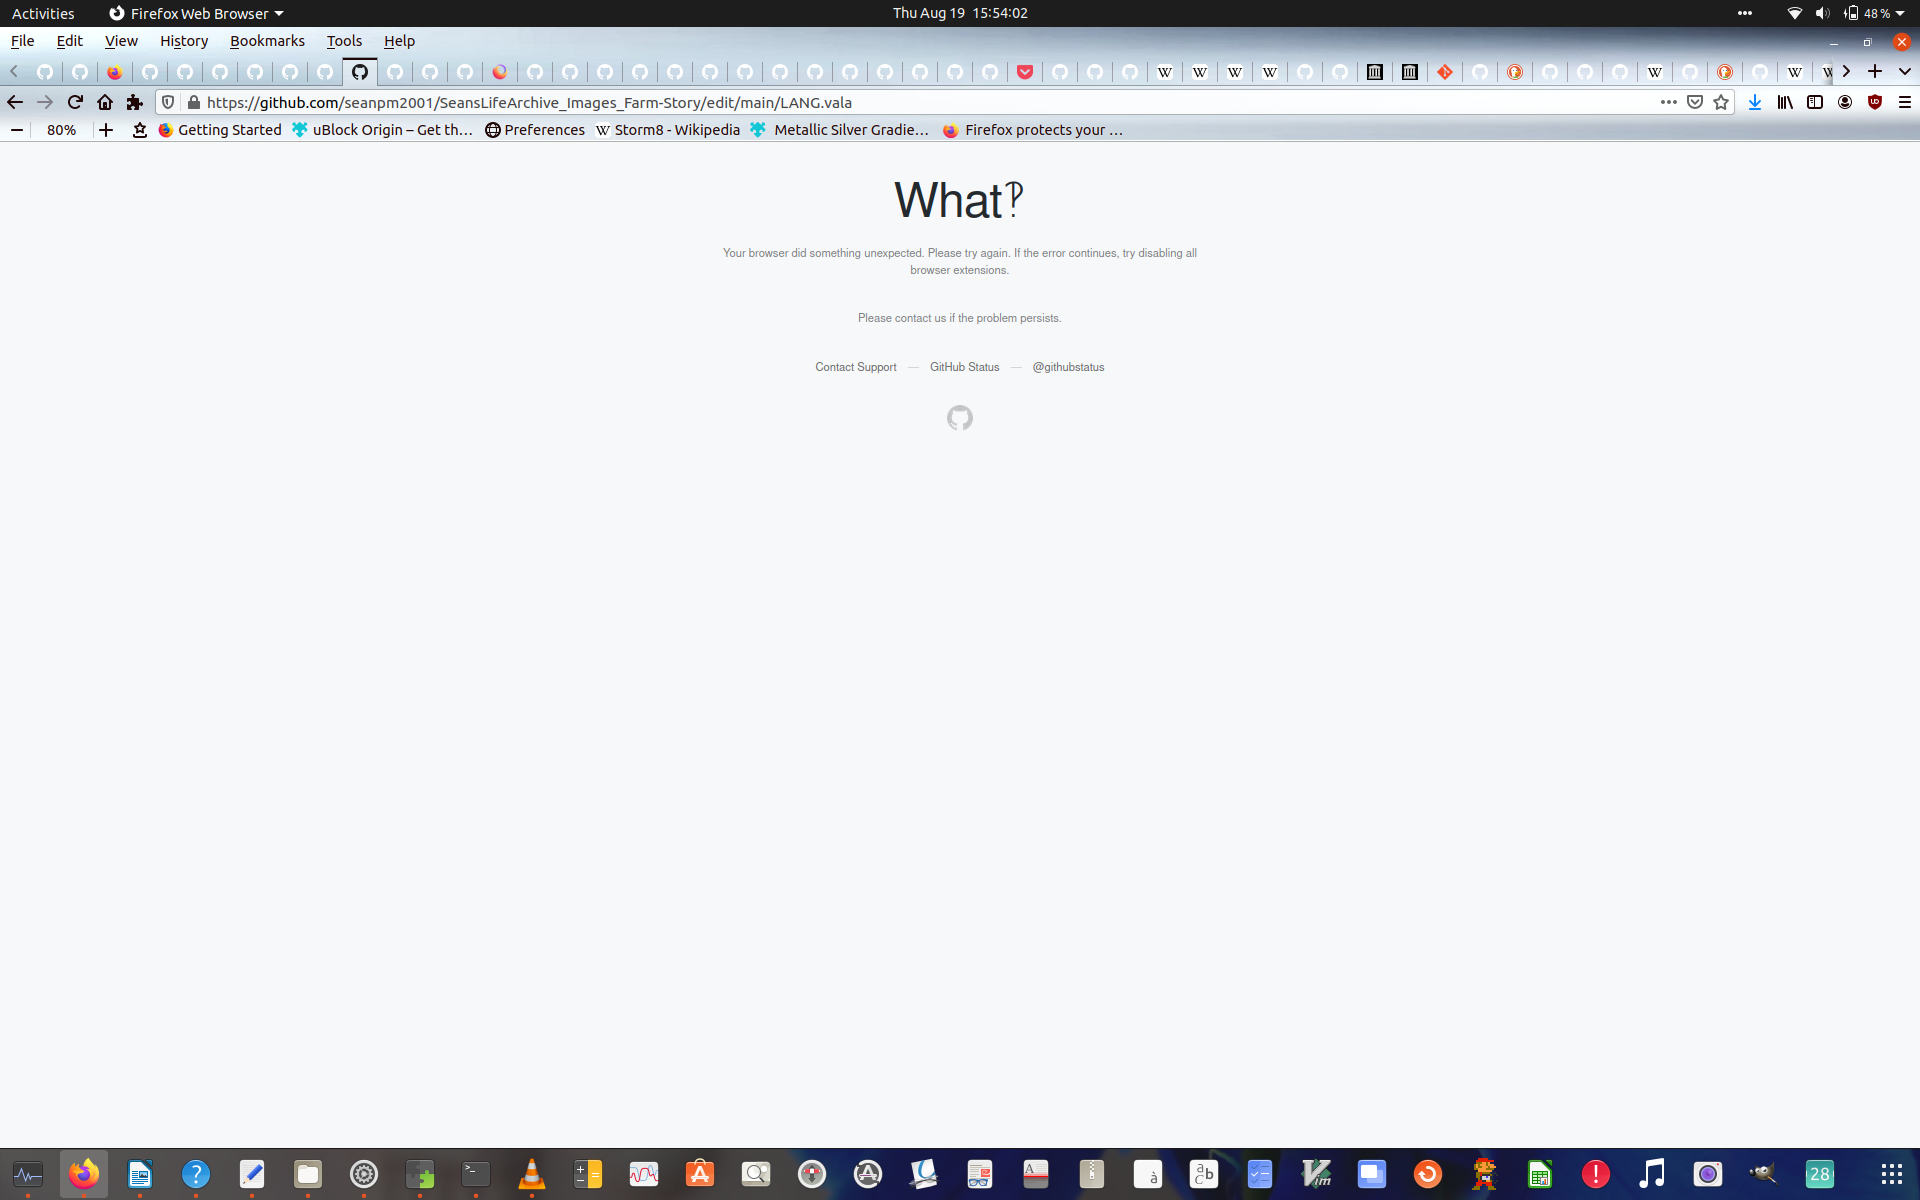 Activities Firefox Web Browser Thu Aug 19 15:54:02 48 %
File Edit View History Bookmarks Tools Help
https://github.com/seanpm2001/SeansLifeArchive_Images_Farm-Story/edit/main/LANG.vala
80% Getting Started uBlock Origin – Get th… Preferences Storm8 - Wikipedia Metallic Silver Gradie… Firefox protects your …
What‽
Your browser did something unexpected. Please try again. If the error continues, try disabling all
browser extensions.
Please contact us if the problem persists.
Contact Support — GitHub Status — @githubstatus
28